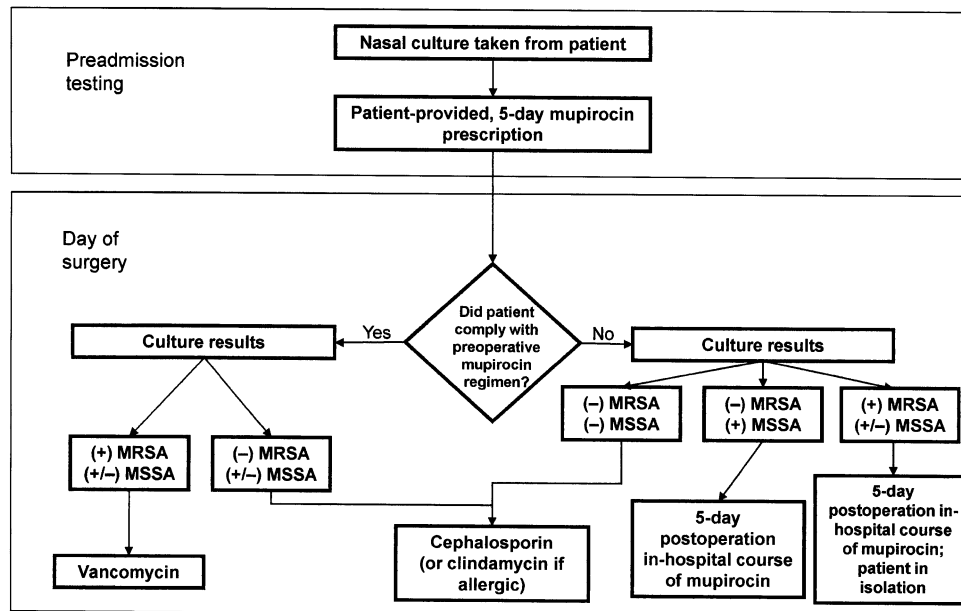 Preadmission
testing
Nasal culture taken from patient
Patient-provided, 5-day mupirocin
prescription
Day of
surgery
Did patient
comply with
preoperative
mupirocin
regimen?
Yes
No
Culture results
Culture results
(+) MRSA
(+/–) MSSA
(–) MRSA
(+/–) MSSA
(–) MRSA
(–) MSSA
(–) MRSA
(+) MSSA
(+) MRSA
(+/–) MSSA
Vancomycin
Cephalosporin
(or clindamycin if
allergic)
5-day
postoperation
in-hospital course
of mupirocin
5-day
postoperation in-
hospital course
of mupirocin;
patient in
isolation